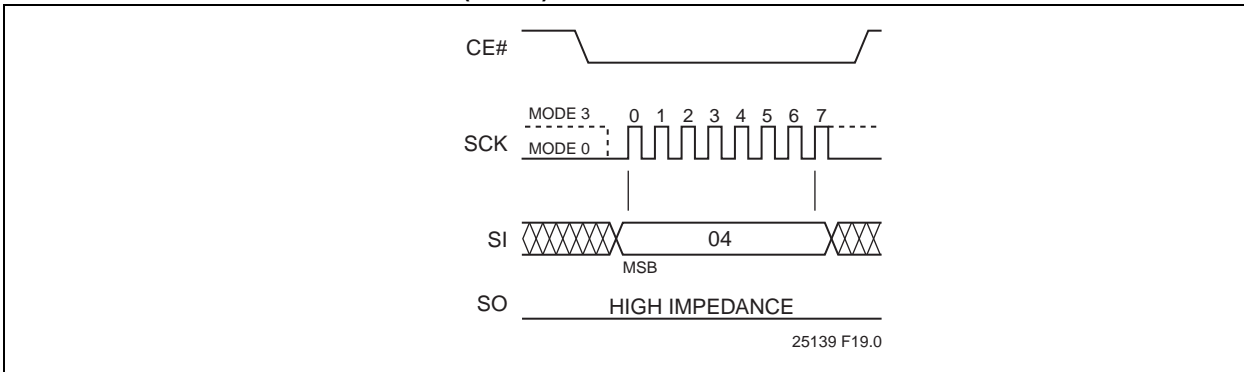 CE#
MODE 3
0 1 2 3 4 5 6 7
SCK
MODE 0
SI
04
MSB
SO
HIGH IMPEDANCE
25139 F19.0